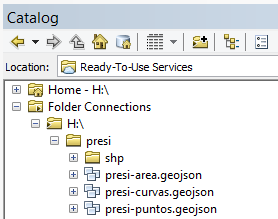 Catalog
Location: Ready-To-Use Services
Home - H:\
Folder Connections
H:\
presi
shp
presi-area.geojson
presi-curvas.geojson
presi-puntos.geojson